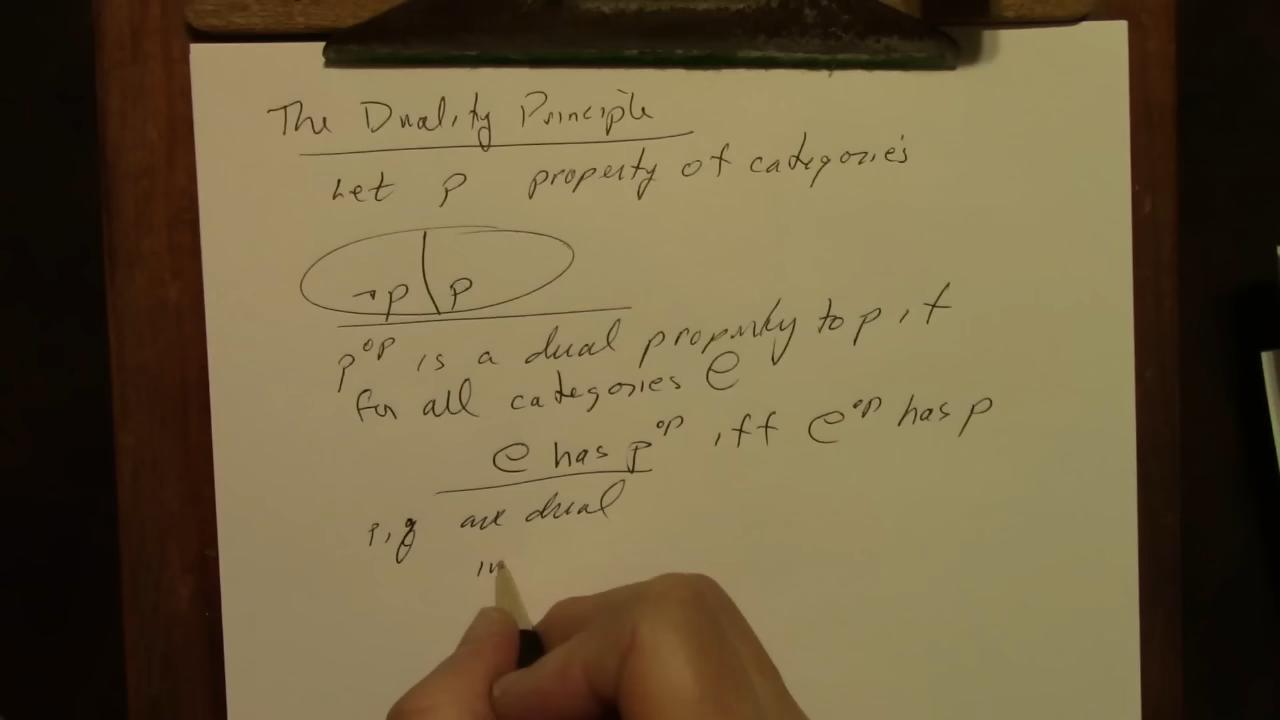 The Duality Principle
Let P property of categories
¬P P
P^op is a dual property to P if
for all categories C
C has P^op iff C^op has P
P, q are dual